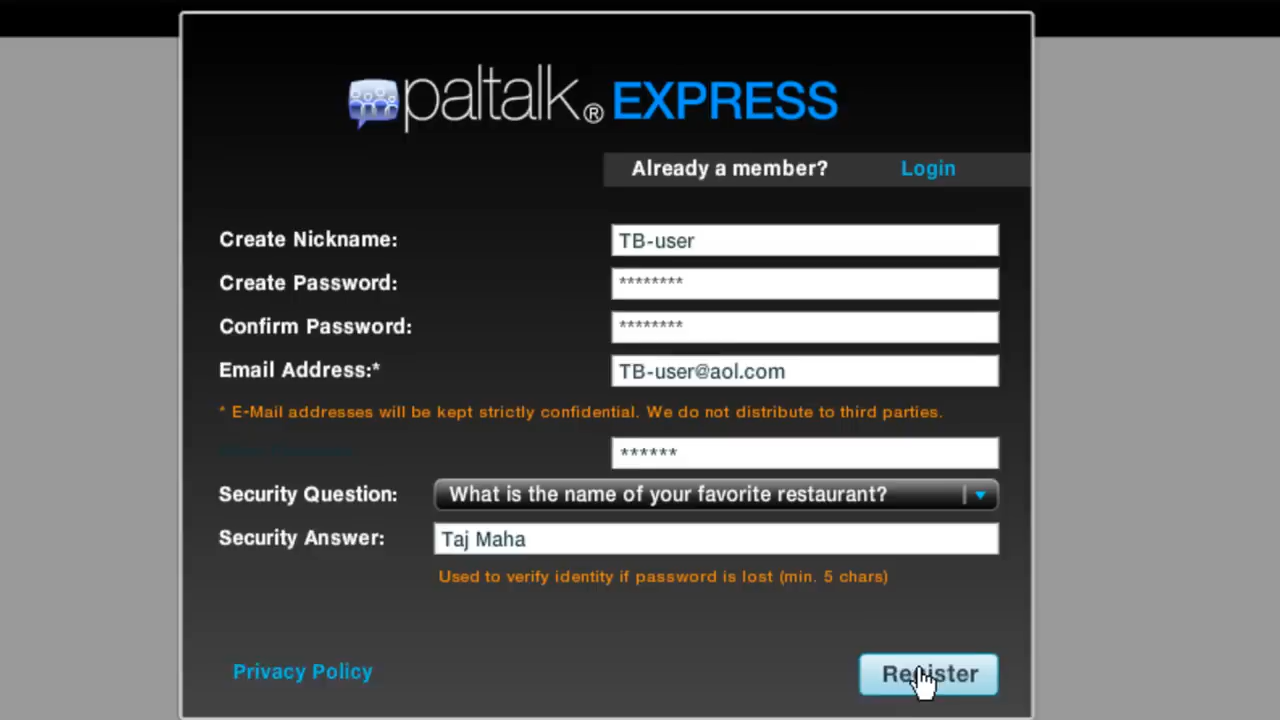 paltalk® EXPRESS
Already a member? Login
Create Nickname: TB-user
Create Password: ********
Confirm Password: ********
Email Address:* TB-user@aol.com
* E-Mail addresses will be kept strictly confidential. We do not distribute to third parties.
******
Security Question: What is the name of your favorite restaurant?
Security Answer: Taj Maha
Used to verify identity if password is lost (min. 5 chars)
Privacy Policy Register